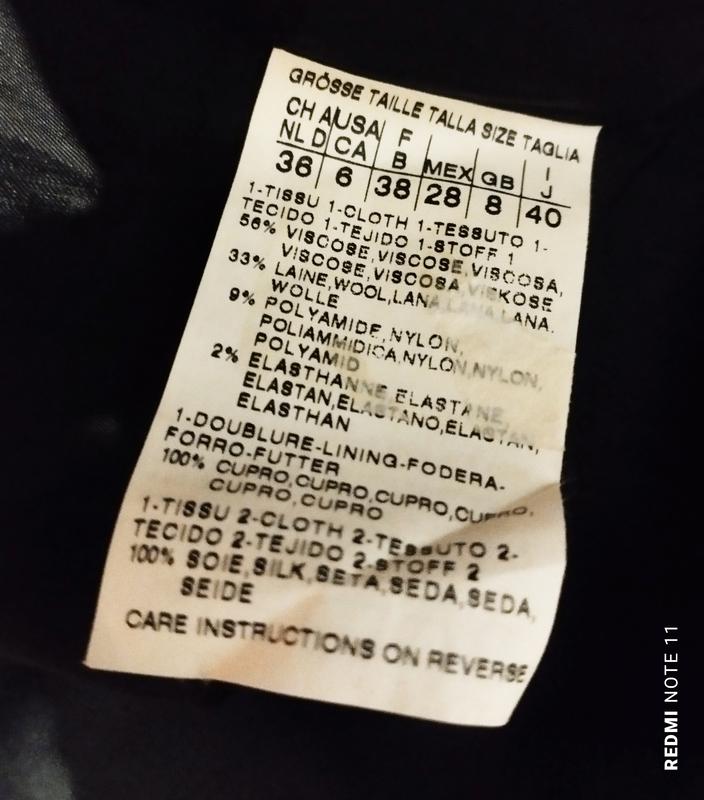 GRÖSSE TAILLE TALLA SIZE TAGLIA
CH A USA F I
NL D CA B MEX GB J
36 6 38 28 8 40
1-TISSU 1-CLOTH 1-TESSUTO 1-
TECIDO 1-TEJIDO 1-STOFF 1
56% VISCOSE,VISCOSE,VISCOSA,
VISCOSE,VISCOSA,VISKOSE
33% LAINE,WOOL,LANA,LANA,LANA,
WOLLE
9% POLYAMIDE,NYLON,
POLIAMMIDICA,NYLON,NYLON,
POLYAMID
2% ELASTHANNE,ELASTANE,
ELASTAN,ELASTANO,ELASTAN,
ELASTHAN
1-DOUBLURE-LINING-FODERA-
FORRO-FUTTER
100% CUPRO,CUPRO,CUPRO,CUPRO,
CUPRO,CUPRO
1-TISSU 2-CLOTH 2-TESSUTO 2-
TECIDO 2-TEJIDO 2-STOFF 2
100% SOIE,SILK,SETA,SEDA,SEDA,
SEIDE
CARE INSTRUCTIONS ON REVERSE
REDMI NOTE 11